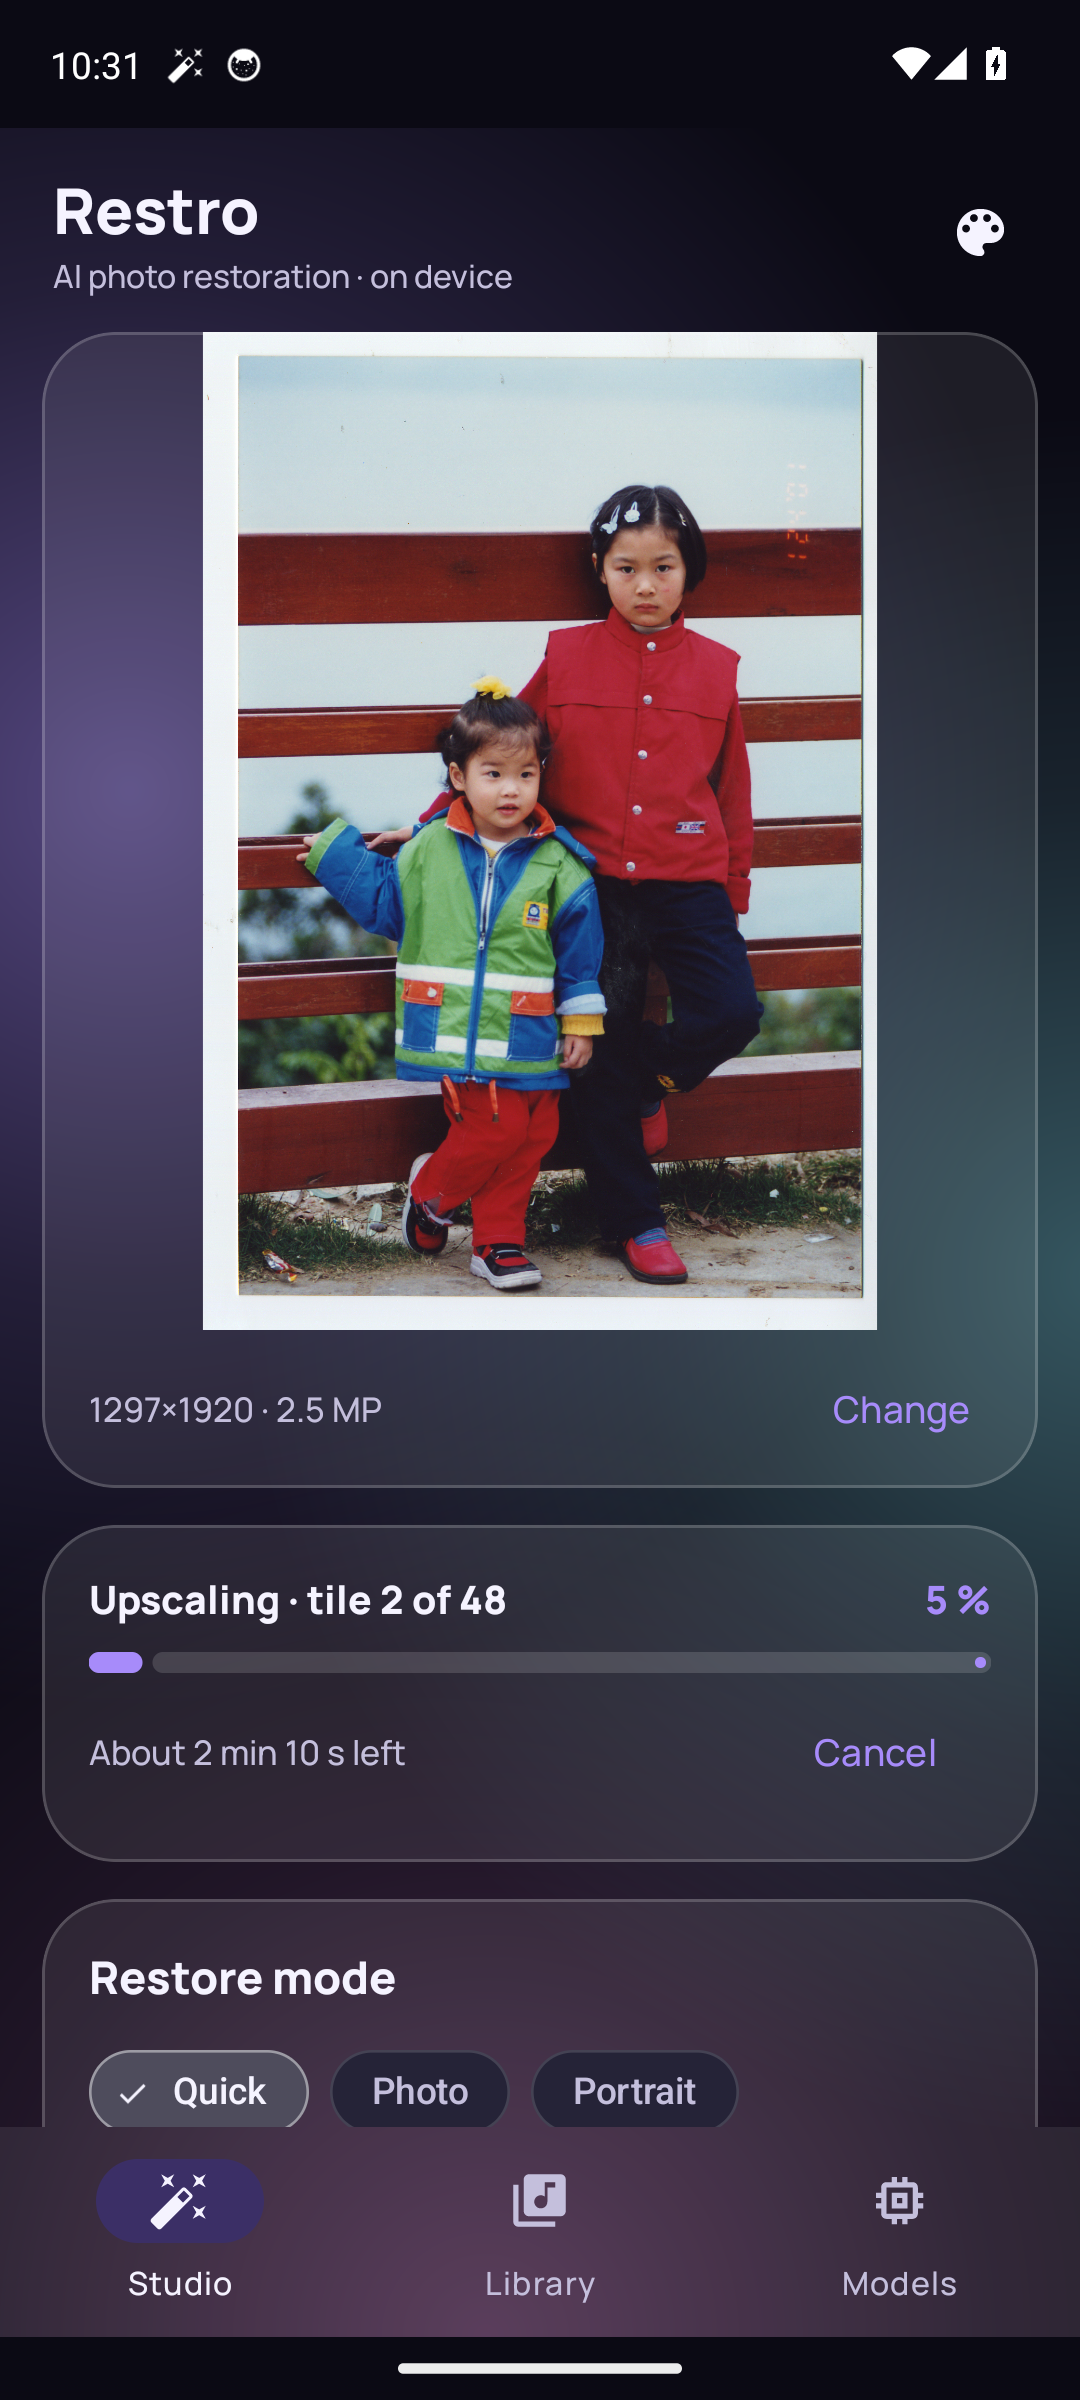 10:31
Restro
AI photo restoration · on device
1297×1920 · 2.5 MP
Change
Upscaling · tile 2 of 48
5 %
About 2 min 10 s left
Cancel
Restore mode
Quick
Photo
Portrait
Studio
Library
Models